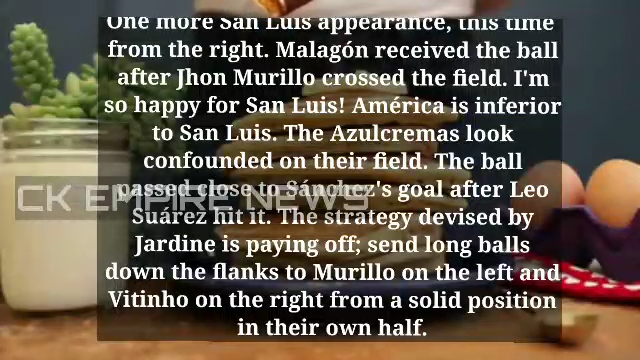 One more San Luis appearance, this time
from the right. Malagón received the ball
after Jhon Murillo crossed the field. I'm
so happy for San Luis! América is inferior
to San Luis. The Azulcremas look
confounded on their field. The ball
passed close to Sánchez's goal after Leo
CK EMPIRE NEWS
Suárez hit it. The strategy devised by
Jardine is paying off; send long balls
down the flanks to Murillo on the left and
Vitinho on the right from a solid position
in their own half.